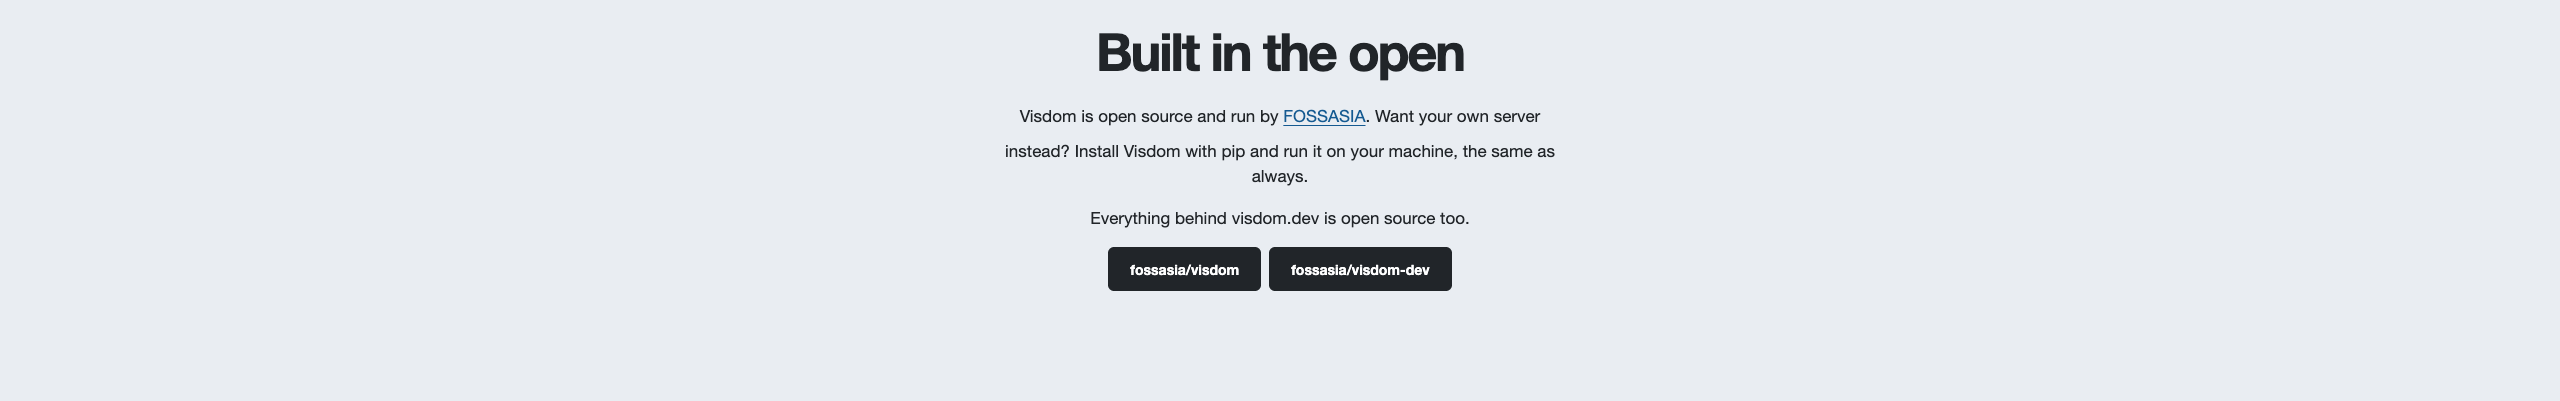 Built in the open
Visdom is open source and run by FOSSASIA. Want your own server
instead? Install Visdom with pip and run it on your machine, the same as
always.
Everything behind visdom.dev is open source too.
fossasia/visdom
fossasia/visdom-dev